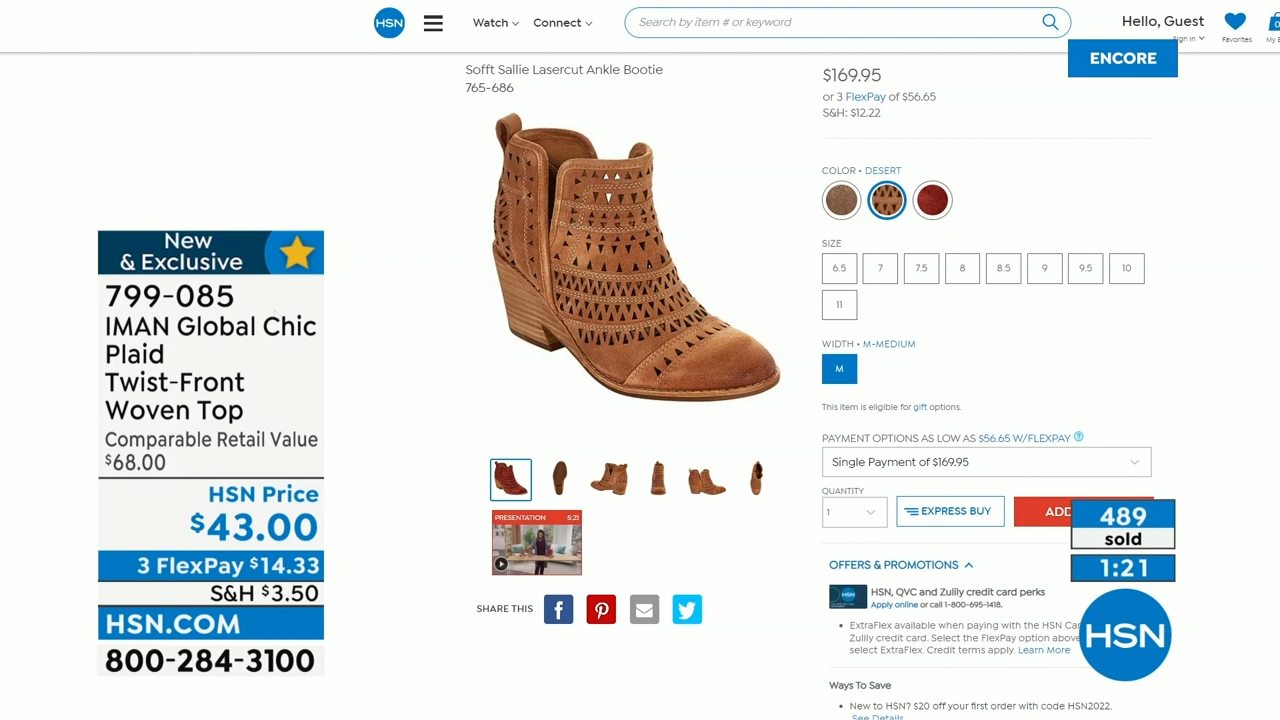 HSN
Watch
Connect
Search by item # or keyword
Hello, Guest
Sign In
Favorites
0
ENCORE
Sofft Sallie Lasercut Ankle Bootie
765-686
$169.95
or 3 FlexPay of $56.65
S&H: $12.22
COLOR • DESERT
SIZE
6.5 7 7.5 8 8.5 9 9.5 10
11
WIDTH • M-MEDIUM
M
This item is eligible for gift options.
PAYMENT OPTIONS AS LOW AS $56.65 W/FLEXPAY ?
Single Payment of $169.95
QUANTITY
1
EXPRESS BUY
ADD
PRESENTATION 5:21
SHARE THIS
OFFERS & PROMOTIONS
HSN, QVC and Zulily credit card perks
Apply online or call 1-800-695-1418.
• ExtraFlex available when paying with the HSN Car
Zulily credit card. Select the FlexPay option above
select ExtraFlex. Credit terms apply. Learn More
Ways To Save
• New to HSN? $20 off your first order with code HSN2022.
See Details
New
& Exclusive
799-085
IMAN Global Chic
Plaid
Twist-Front
Woven Top
Comparable Retail Value
$68.00
HSN Price
$43.00
3 FlexPay $14.33
S&H $3.50
HSN.COM
800-284-3100
489
sold
1:21
HSN